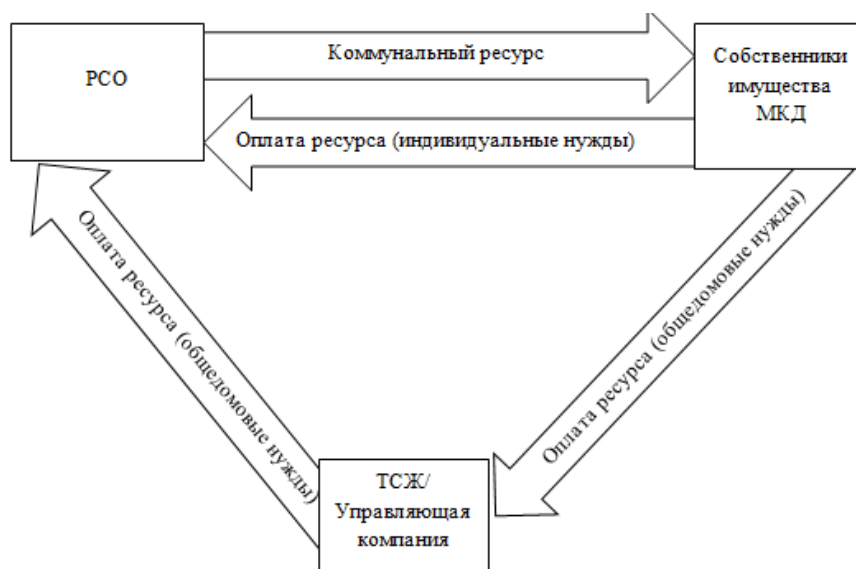 Коммунальный ресурс
РСО
Собственники
имущества
МКД
Оплата ресурса (индивидуальные нужды)
Оплата ресурса (общедомовые нужды)
Оплата ресурса (общедомовые нужды)
ТСЖ/
Управляющая
компания